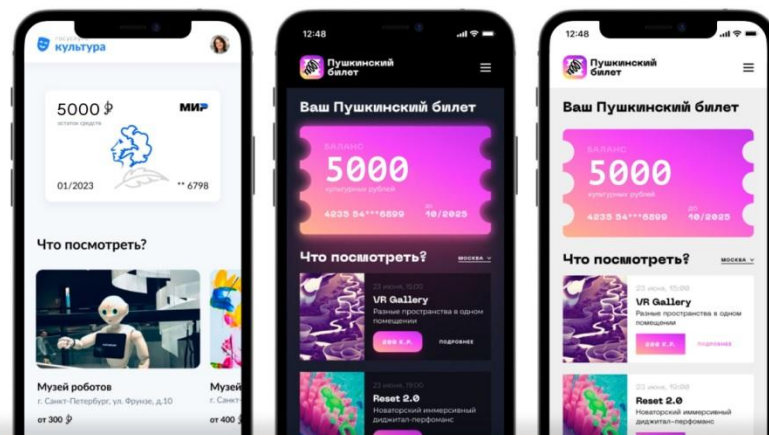 культура
5000 ₽
МИР
остаток средств
01/2023
** 6798
Что посмотреть?
Музей роботов
г. Санкт-Петербург, ул. Фрунзе, д.10
от 300 ₽
Музей
г. Санкт-
от 400
12:48
Пушкинский
билет
Ваш Пушкинский билет
БАЛАНС
5000
культурных рублей
4235 54***6899
до
10/2025
Что посмотреть?
МОСКВА
23 июня, 15:00
VR Gallery
Разные пространства в одном
помещении
200 К.Р.
ПОДРОБНЕЕ
23 июня, 19:00
Reset 2.0
Новаторский иммерсивный
диджитал-перфоманс
12:48
Пушкинский
билет
Ваш Пушкинский билет
БАЛАНС
5000
культурных рублей
4235 54***6899
до
10/2025
Что посмотреть?
МОСКВА
23 июня, 15:00
VR Gallery
Разные пространства в одном
помещении
200 К.Р.
ПОДРОБНЕЕ
23 июня, 19:00
Reset 2.0
Новаторский иммерсивный
диджитал-перфоманс